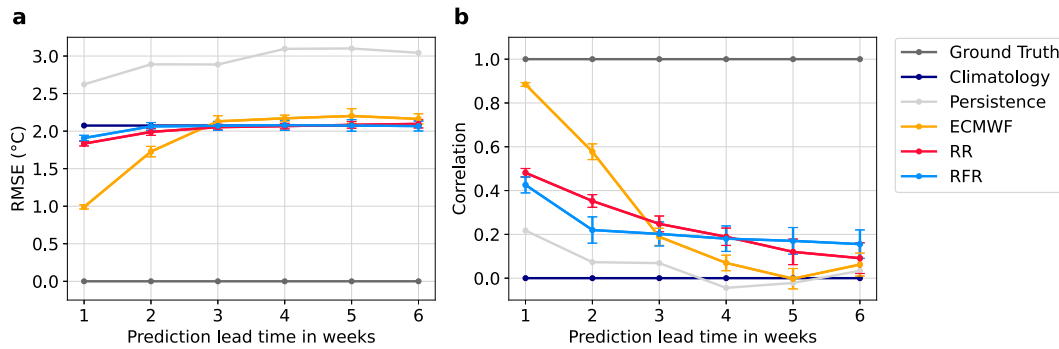 a
RMSE (°C)
3.0
2.5
2.0
1.5
1.0
0.5
0.0
1 2 3 4 5 6
Prediction lead time in weeks
b
Correlation
1.0
0.8
0.6
0.4
0.2
0.0
1 2 3 4 5 6
Prediction lead time in weeks
Ground Truth
Climatology
Persistence
ECMWF
RR
RFR